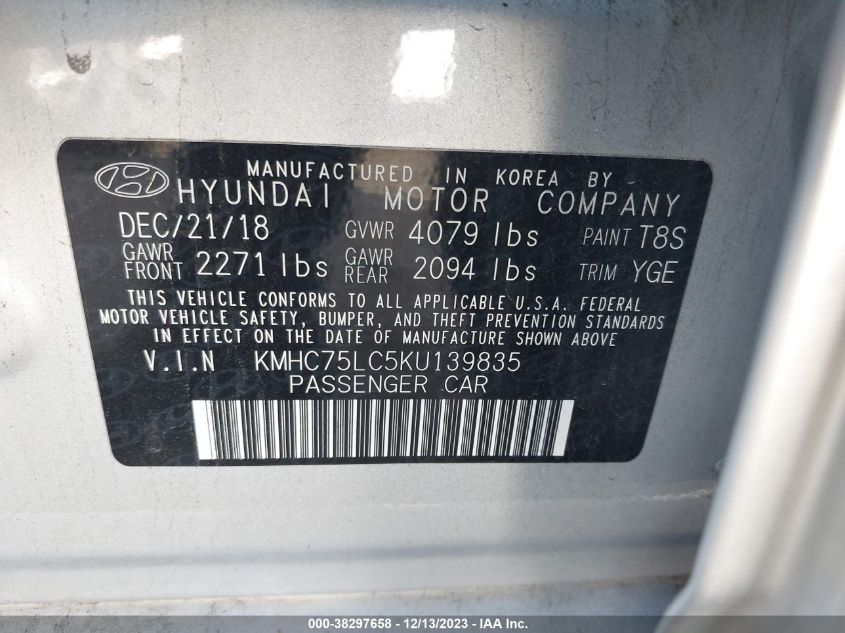 MANUFACTURED IN KOREA BY
HYUNDAI MOTOR COMPANY
DEC/21/18 GVWR 4079 lbs PAINT T8S
GAWR FRONT 2271 lbs GAWR REAR 2094 lbs TRIM YGE
THIS VEHICLE CONFORMS TO ALL APPLICABLE U.S.A. FEDERAL
MOTOR VEHICLE SAFETY, BUMPER, AND THEFT PREVENTION STANDARDS
IN EFFECT ON THE DATE OF MANUFACTURE SHOWN ABOVE
V.I.N KMHC75LC5KU139835
PASSENGER CAR
000-38297658 - 12/13/2023 - IAA, Inc.